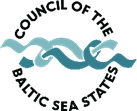 COUNCIL OF THE
BALTIC SEA STATES